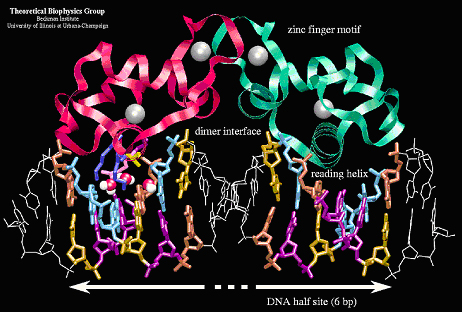 Theoretical Biophysics Group
Beckman Institute
University of Illinois at Urbana-Champaign
zinc finger motif
dimer interface
reading helix
DNA half site (6 bp)